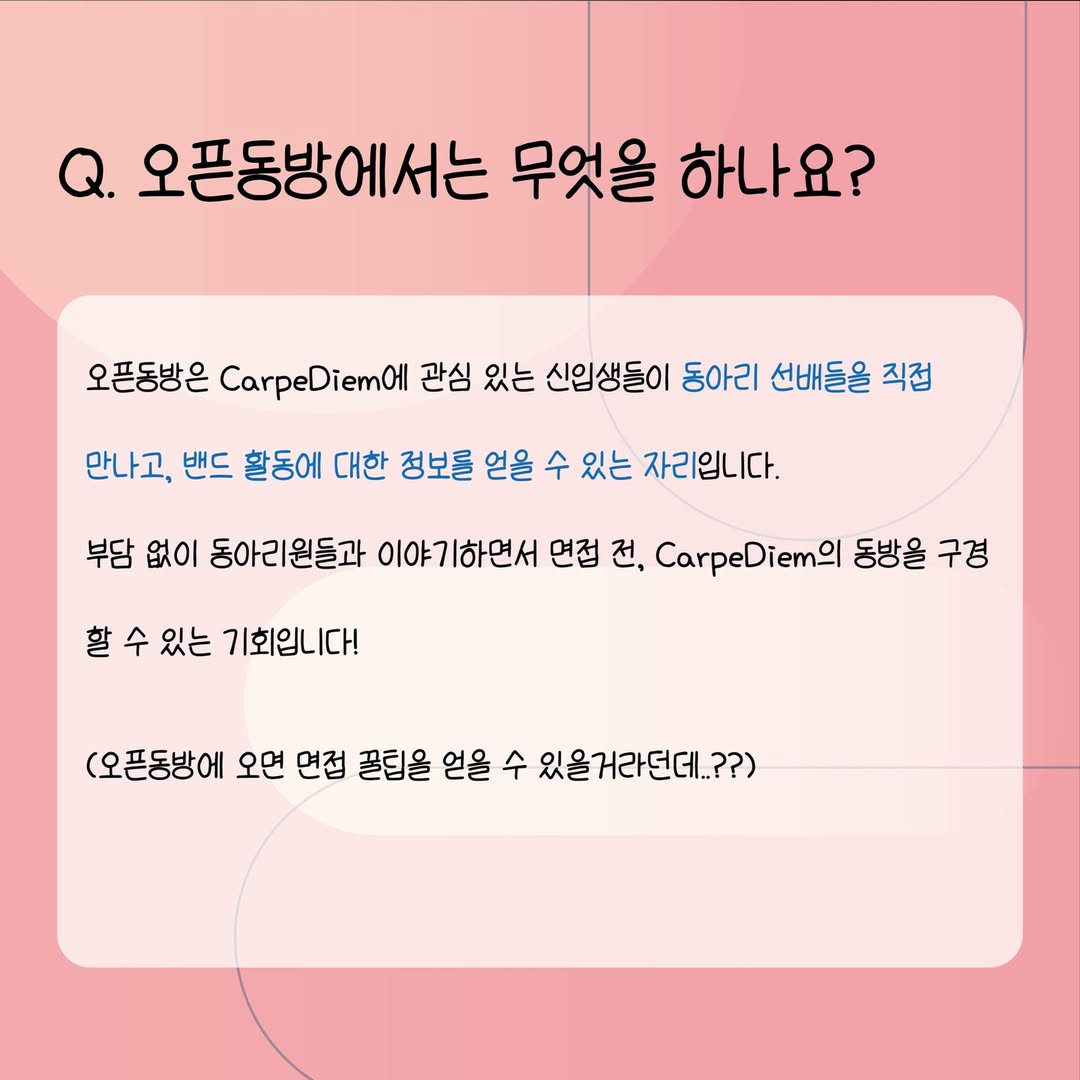 Q. 오픈동방에서는 무엇을 하나요?
오픈동방은 CarpeDiem에 관심 있는 신입생들이 동아리 선배들을 직접
만나고, 밴드 활동에 대한 정보를 얻을 수 있는 자리입니다.
부담 없이 동아리원들과 이야기하면서 면접 전, CarpeDiem의 동방을 구경
할 수 있는 기회입니다!
(오픈동방에 오면 면접 꿀팁을 얻을 수 있을거라던데..??)